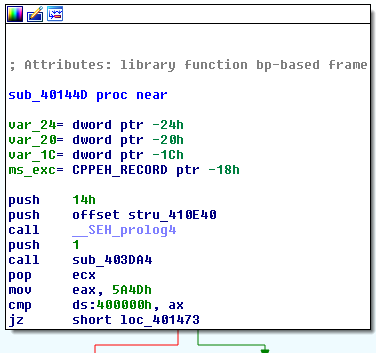 ; Attributes: library function bp-based frame
sub_40144D proc near
var_24= dword ptr -24h
var_20= dword ptr -20h
var_1C= dword ptr -1Ch
ms_exc= CPPEH_RECORD ptr -18h
push 14h
push offset stru_410E40
call __SEH_prolog4
push 1
call sub_403DA4
pop ecx
mov eax, 5A4Dh
cmp ds:400000h, ax
jz short loc_401473